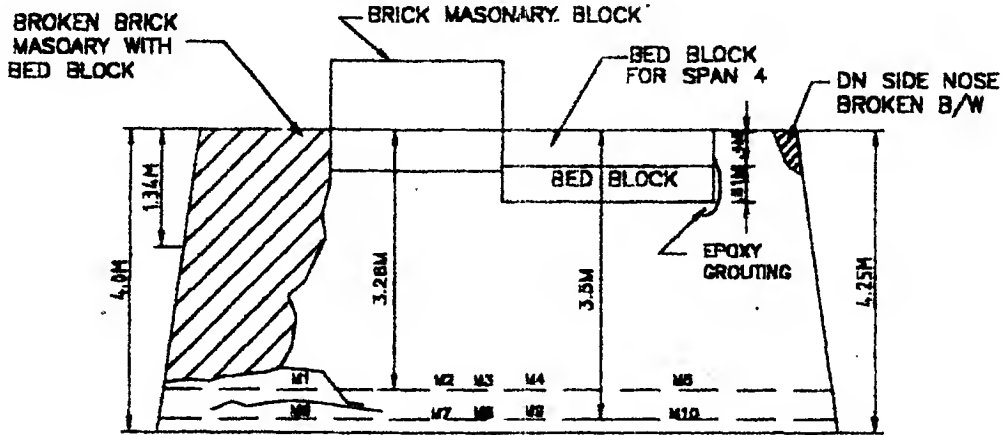 BROKEN BRICK
MASOARY WITH
BED BLOCK
BRICK MASONARY. BLOCK
BED BLOCK
FOR SPAN 4
DN SIDE NOSE
BROKEN B/W
1.34M
4.0M
3.28M
3.5M
BED BLOCK
.4M
EPOXY
GROUTING
4.25M
M1 M2 M3 M4 M5
M7 M8 M9 M10